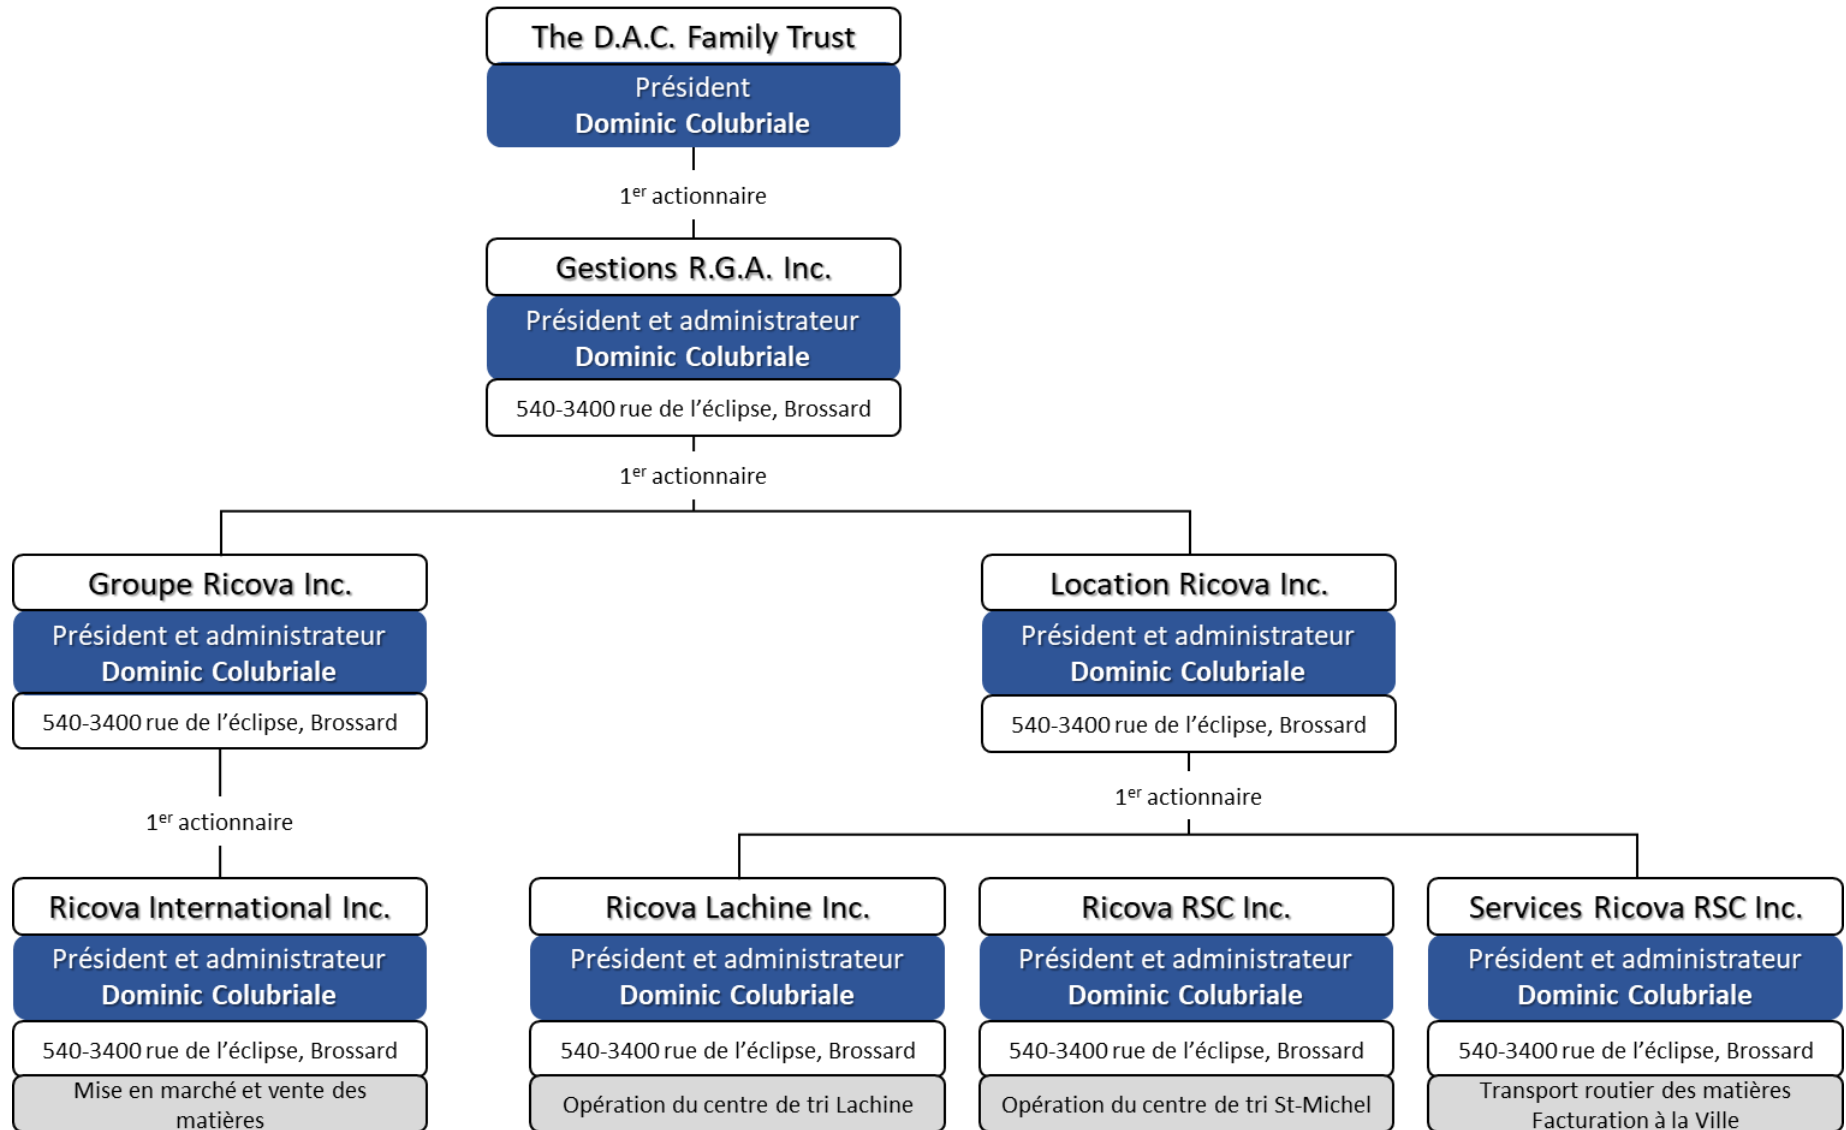 The D.A.C. Family Trust
Président
Dominic Colubriale
1er actionnaire
Gestions R.G.A. Inc.
Président et administrateur
Dominic Colubriale
540-3400 rue de l'éclipse, Brossard
1er actionnaire
Groupe Ricova Inc.
Président et administrateur
Dominic Colubriale
540-3400 rue de l'éclipse, Brossard
1er actionnaire
Location Ricova Inc.
Président et administrateur
Dominic Colubriale
540-3400 rue de l'éclipse, Brossard
1er actionnaire
Ricova International Inc.
Président et administrateur
Dominic Colubriale
540-3400 rue de l'éclipse, Brossard
Mise en marché et vente des
matières
Ricova Lachine Inc.
Président et administrateur
Dominic Colubriale
540-3400 rue de l'éclipse, Brossard
Opération du centre de tri Lachine
Ricova RSC Inc.
Président et administrateur
Dominic Colubriale
540-3400 rue de l'éclipse, Brossard
Opération du centre de tri St-Michel
Services Ricova RSC Inc.
Président et administrateur
Dominic Colubriale
540-3400 rue de l'éclipse, Brossard
Transport routier des matières
Facturation à la Ville